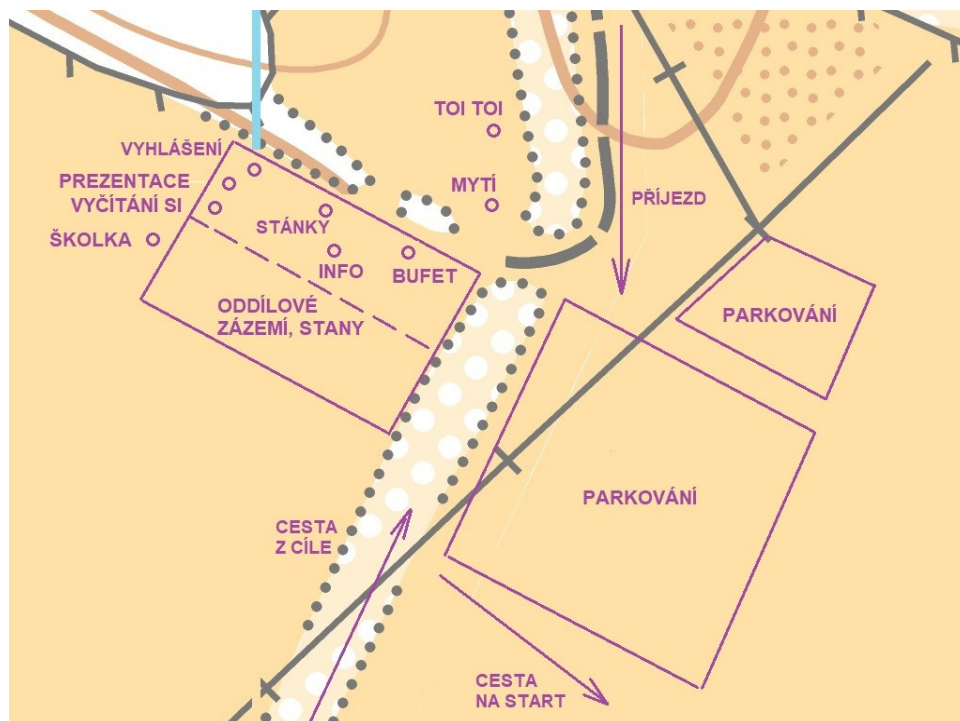 TOI TOI
VYHLÁŠENÍ
PREZENTACE
VYČÍTÁNÍ SI
MYTÍ
PŘÍJEZD
STÁNKY
ŠKOLKA
INFO
BUFET
ODDÍLOVÉ
ZÁZEMÍ, STANY
PARKOVÁNÍ
PARKOVÁNÍ
CESTA
Z CÍLE
CESTA
NA START